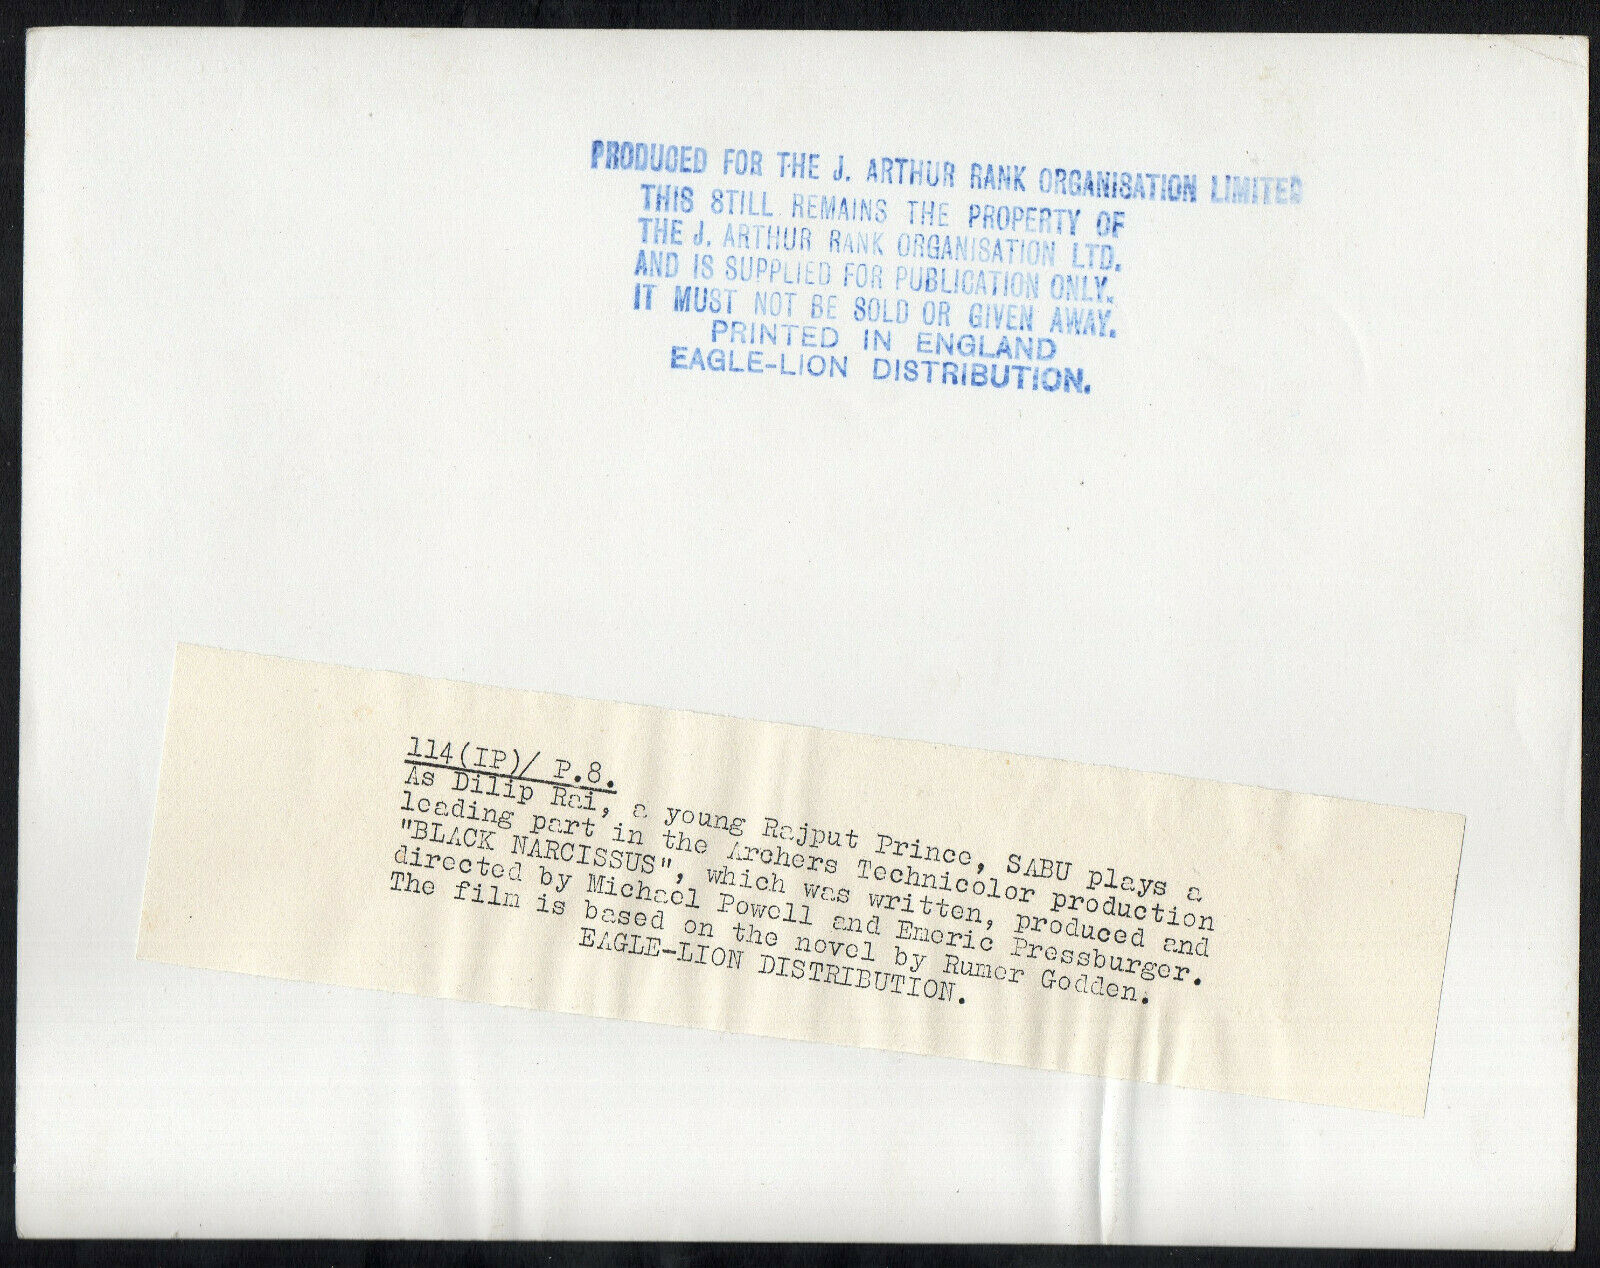 PRODUCED FOR THE J. ARTHUR RANK ORGANISATION LIMITED
THIS STILL REMAINS THE PROPERTY OF
THE J. ARTHUR RANK ORGANISATION LTD.
AND IS SUPPLIED FOR PUBLICATION ONLY.
IT MUST NOT BE SOLD OR GIVEN AWAY.
PRINTED IN ENGLAND
EAGLE-LION DISTRIBUTION.
114(IP)/ P.8.
As Dilip Rai, a young Rajput Prince, SABU plays a
leading part in the Archers Technicolor production
"BLACK NARCISSUS", which was written, produced and
directed by Michael Powell and Emeric Pressburger.
The film is based on the novel by Rumer Godden.
EAGLE-LION DISTRIBUTION.